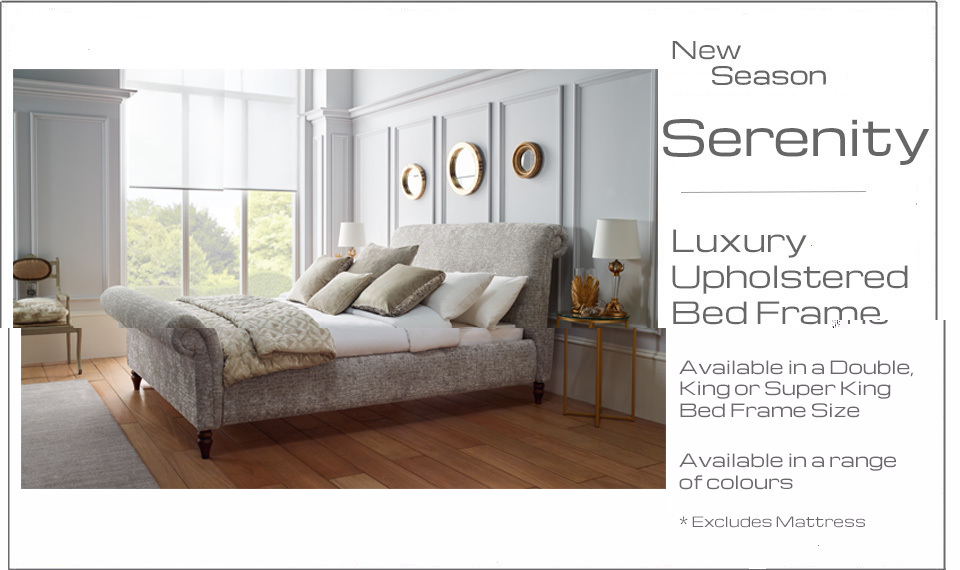 New
Season
Serenity
Luxury
Upholstered
Bed Frame
Available in a Double,
King or Super King
Bed Frame Size
Available in a range
of colours
* Excludes Mattress